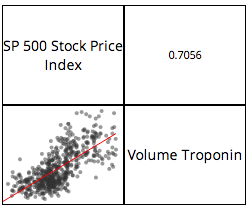 SP 500 Stock Price
Index
0.7056
Volume Troponin